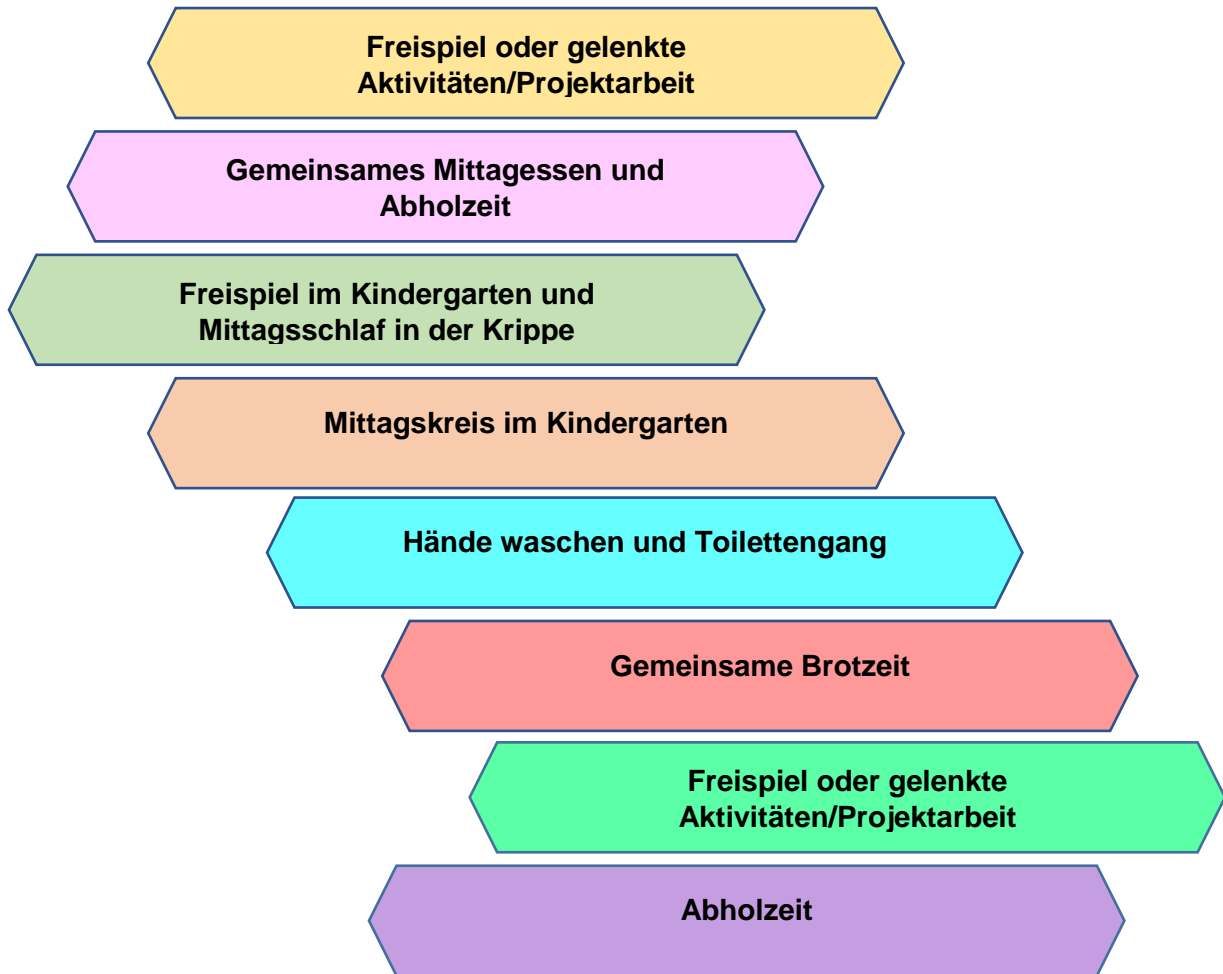 Freispiel oder gelenkte
Aktivitäten/Projektarbeit
Gemeinsames Mittagessen und
Abholzeit
Freispiel im Kindergarten und
Mittagsschlaf in der Krippe
Mittagskreis im Kindergarten
Hände waschen und Toilettengang
Gemeinsame Brotzeit
Freispiel oder gelenkte
Aktivitäten/Projektarbeit
Abholzeit